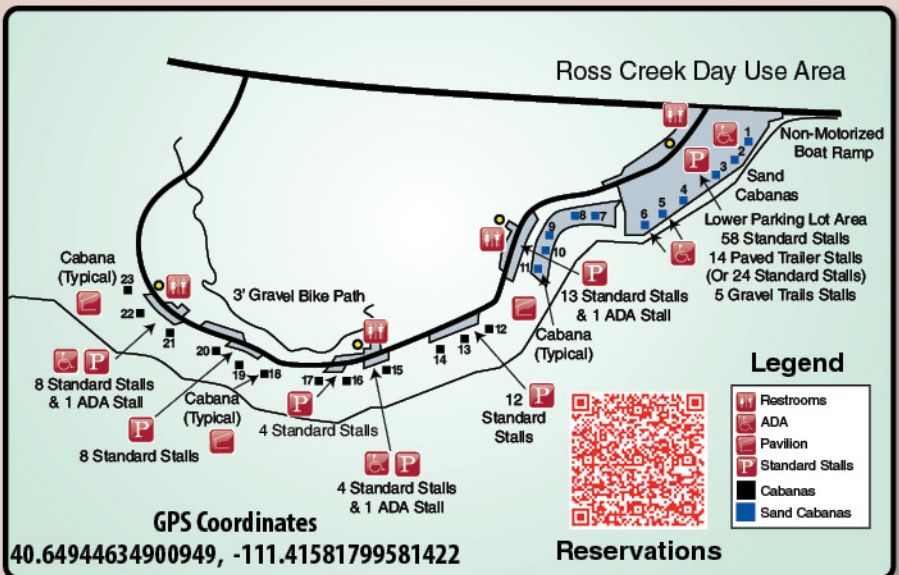 Ross Creek Day Use Area
Non-Motorized
Boat Ramp
1
2
3
4
5
6
Sand
Cabanas
P
Lower Parking Lot Area
58 Standard Stalls
14 Paved Trailer Stalls
(Or 24 Standard Stalls)
5 Gravel Trails Stalls
7
8
9
10
11
P
13 Standard Stalls
& 1 ADA Stall
Cabana
(Typical)
12
13
14
12
Standard
Stalls
P
Cabana
(Typical)
23
22
21
3' Gravel Bike Path
P
8 Standard Stalls
& 1 ADA Stall
20
19
18
Cabana
(Typical)
P
8 Standard Stalls
17
16
15
P
4 Standard Stalls
P
4 Standard Stalls
& 1 ADA Stall
GPS Coordinates
40.64944634900949, -111.41581799581422
Reservations
Legend
Restrooms
ADA
Pavilion
P Standard Stalls
Cabanas
Sand Cabanas